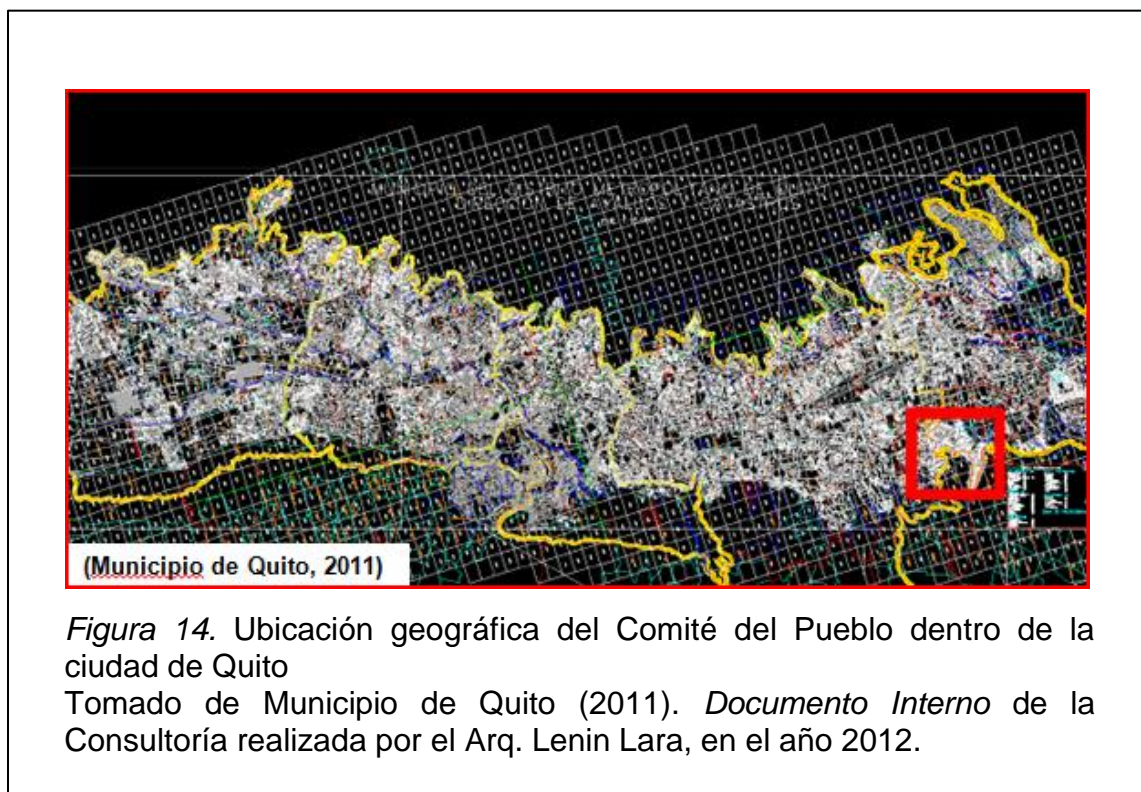 (Municipio de Quito, 2011)
Figura 14. Ubicación geográfica del Comité del Pueblo dentro de la
ciudad de Quito
Tomado de Municipio de Quito (2011). Documento Interno de la
Consultoría realizada por el Arq. Lenin Lara, en el año 2012.